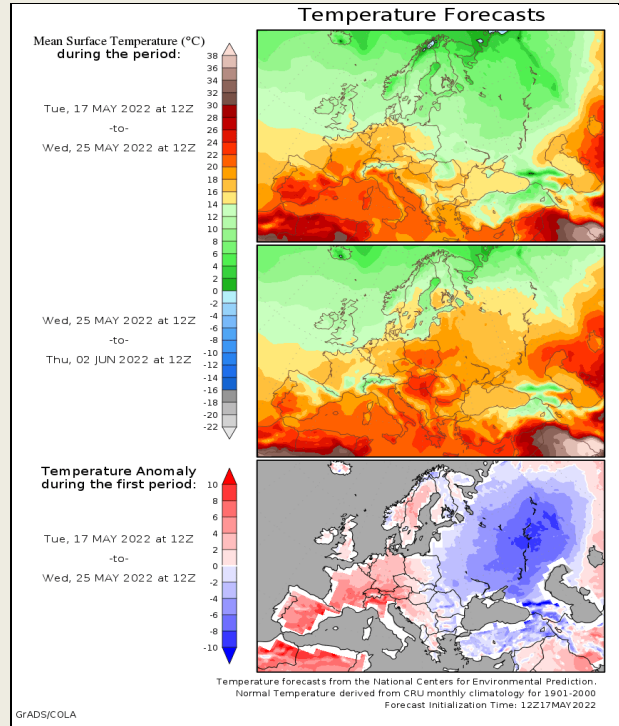 Temperature Forecasts
Mean Surface Temperature (°C)
during the period:
Tue, 17 MAY 2022 at 12Z
-to-
Wed, 25 MAY 2022 at 12Z
38
36
34
32
30
28
26
24
22
20
18
16
14
12
10
8
6
4
2
0
-2
-4
-6
-8
-10
-12
-14
-16
-18
-20
-22
Wed, 25 MAY 2022 at 12Z
-to-
Thu, 02 JUN 2022 at 12Z
Temperature Anomaly
during the first period:
Tue, 17 MAY 2022 at 12Z
-to-
Wed, 25 MAY 2022 at 12Z
10
8
6
4
2
0
-2
-4
-6
-8
-10
Temperature forecasts from the National Centers for Environmental Prediction.
Normal Temperature derived from CRU monthly climatology for 1901-2000
Forecast Initialization Time: 12Z17MAY2022
GrADS/COLA